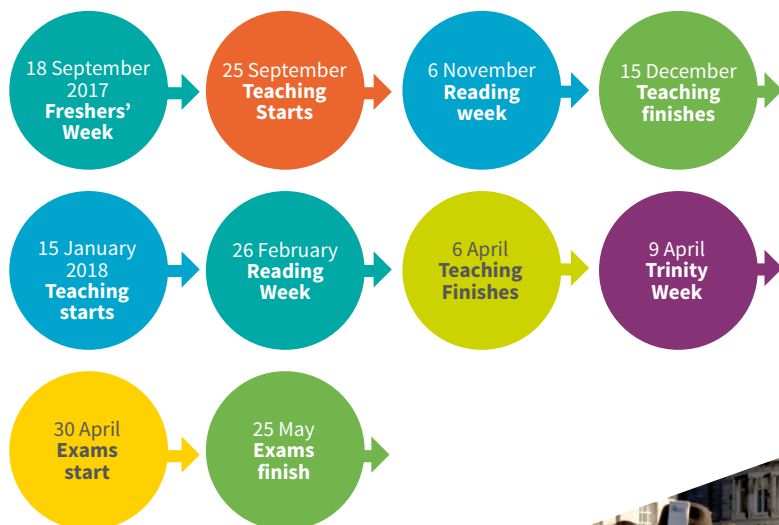 18 September
2017
Freshers'
Week
25 September
Teaching
Starts
6 November
Reading
week
15 December
Teaching
finishes
15 January
2018
Teaching
starts
26 February
Reading
Week
6 April
Teaching
Finishes
9 April
Trinity
Week
30 April
Exams
start
25 May
Exams
finish